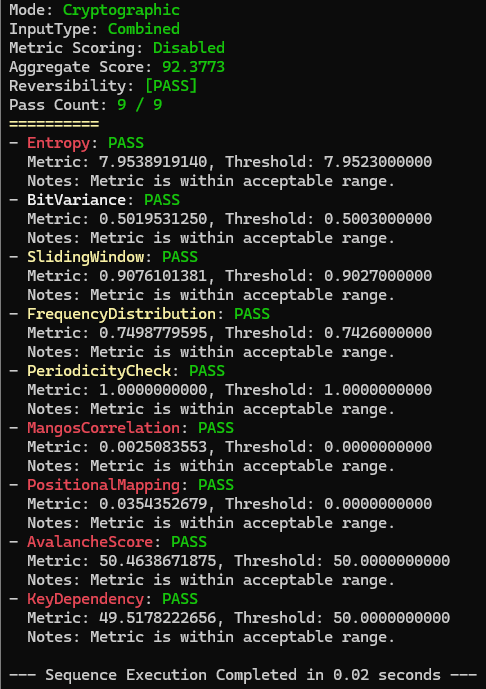 Mode: Cryptographic
InputType: Combined
Metric Scoring: Disabled
Aggregate Score: 92.3773
Reversibility: [PASS]
Pass Count: 9 / 9
==========
- Entropy: PASS
Metric: 7.9538919140, Threshold: 7.9523000000
Notes: Metric is within acceptable range.
- BitVariance: PASS
Metric: 0.5019531250, Threshold: 0.5003000000
Notes: Metric is within acceptable range.
- SlidingWindow: PASS
Metric: 0.9076101381, Threshold: 0.9027000000
Notes: Metric is within acceptable range.
- FrequencyDistribution: PASS
Metric: 0.7498779595, Threshold: 0.7426000000
Notes: Metric is within acceptable range.
- PeriodicityCheck: PASS
Metric: 1.0000000000, Threshold: 1.0000000000
Notes: Metric is within acceptable range.
- MangosCorrelation: PASS
Metric: 0.0025083553, Threshold: 0.0000000000
Notes: Metric is within acceptable range.
- PositionalMapping: PASS
Metric: 0.0354352679, Threshold: 0.0000000000
Notes: Metric is within acceptable range.
- AvalancheScore: PASS
Metric: 50.4638671875, Threshold: 50.0000000000
Notes: Metric is within acceptable range.
- KeyDependency: PASS
Metric: 49.5178222656, Threshold: 50.0000000000
Notes: Metric is within acceptable range.
--- Sequence Execution Completed in 0.02 seconds ---